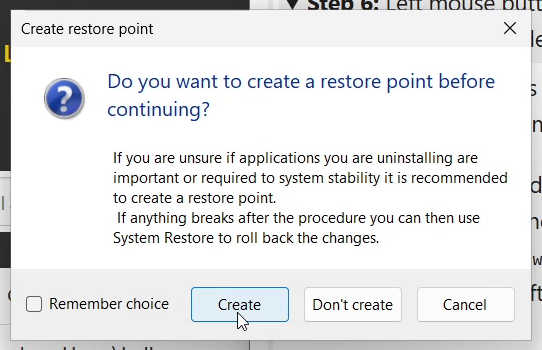 Step 6: Left mouse butt
Create restore point
Do you want to create a restore point before
continuing?
If you are unsure if applications you are uninstalling are
important or required to system stability it is recommended
to create a restore point.
If anything breaks after the procedure you can then use
System Restore to roll back the changes.
Remember choice
Create
Don't create
Cancel